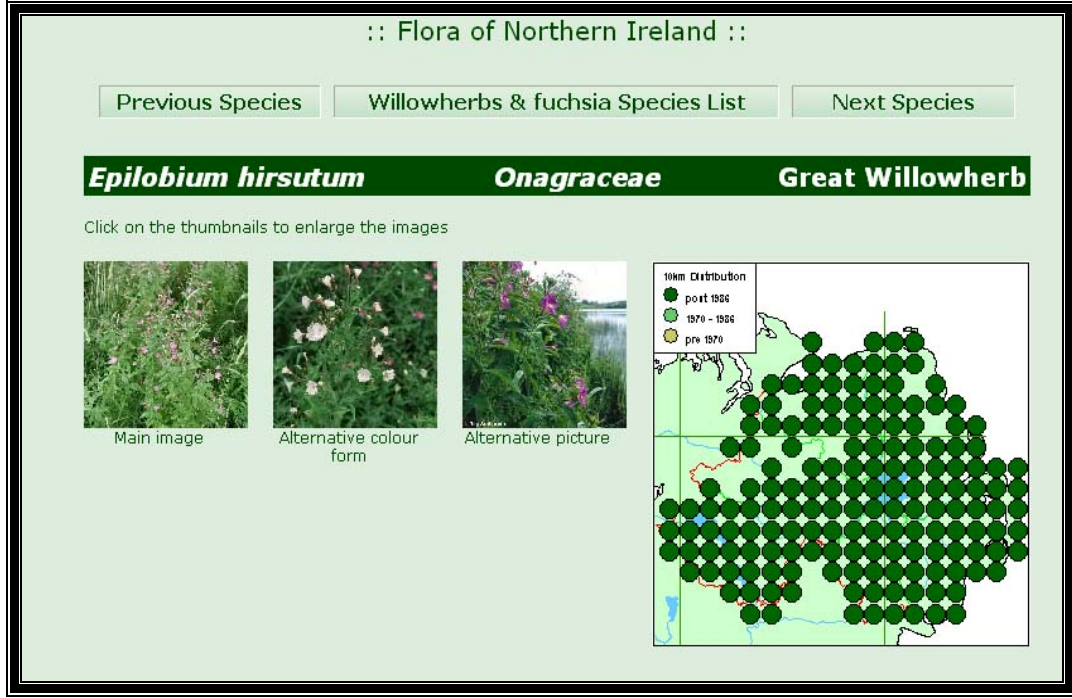 :: Flora of Northern Ireland ::
Previous Species
Willowherbs & fuchsia Species List
Next Species
Epilobium hirsutum
Onagraceae
Great Willowherb
Click on the thumbnails to enlarge the images
Main image
Alternative colour
form
Alternative picture
10km Distribution
post 1986
1970 - 1986
pre 1970